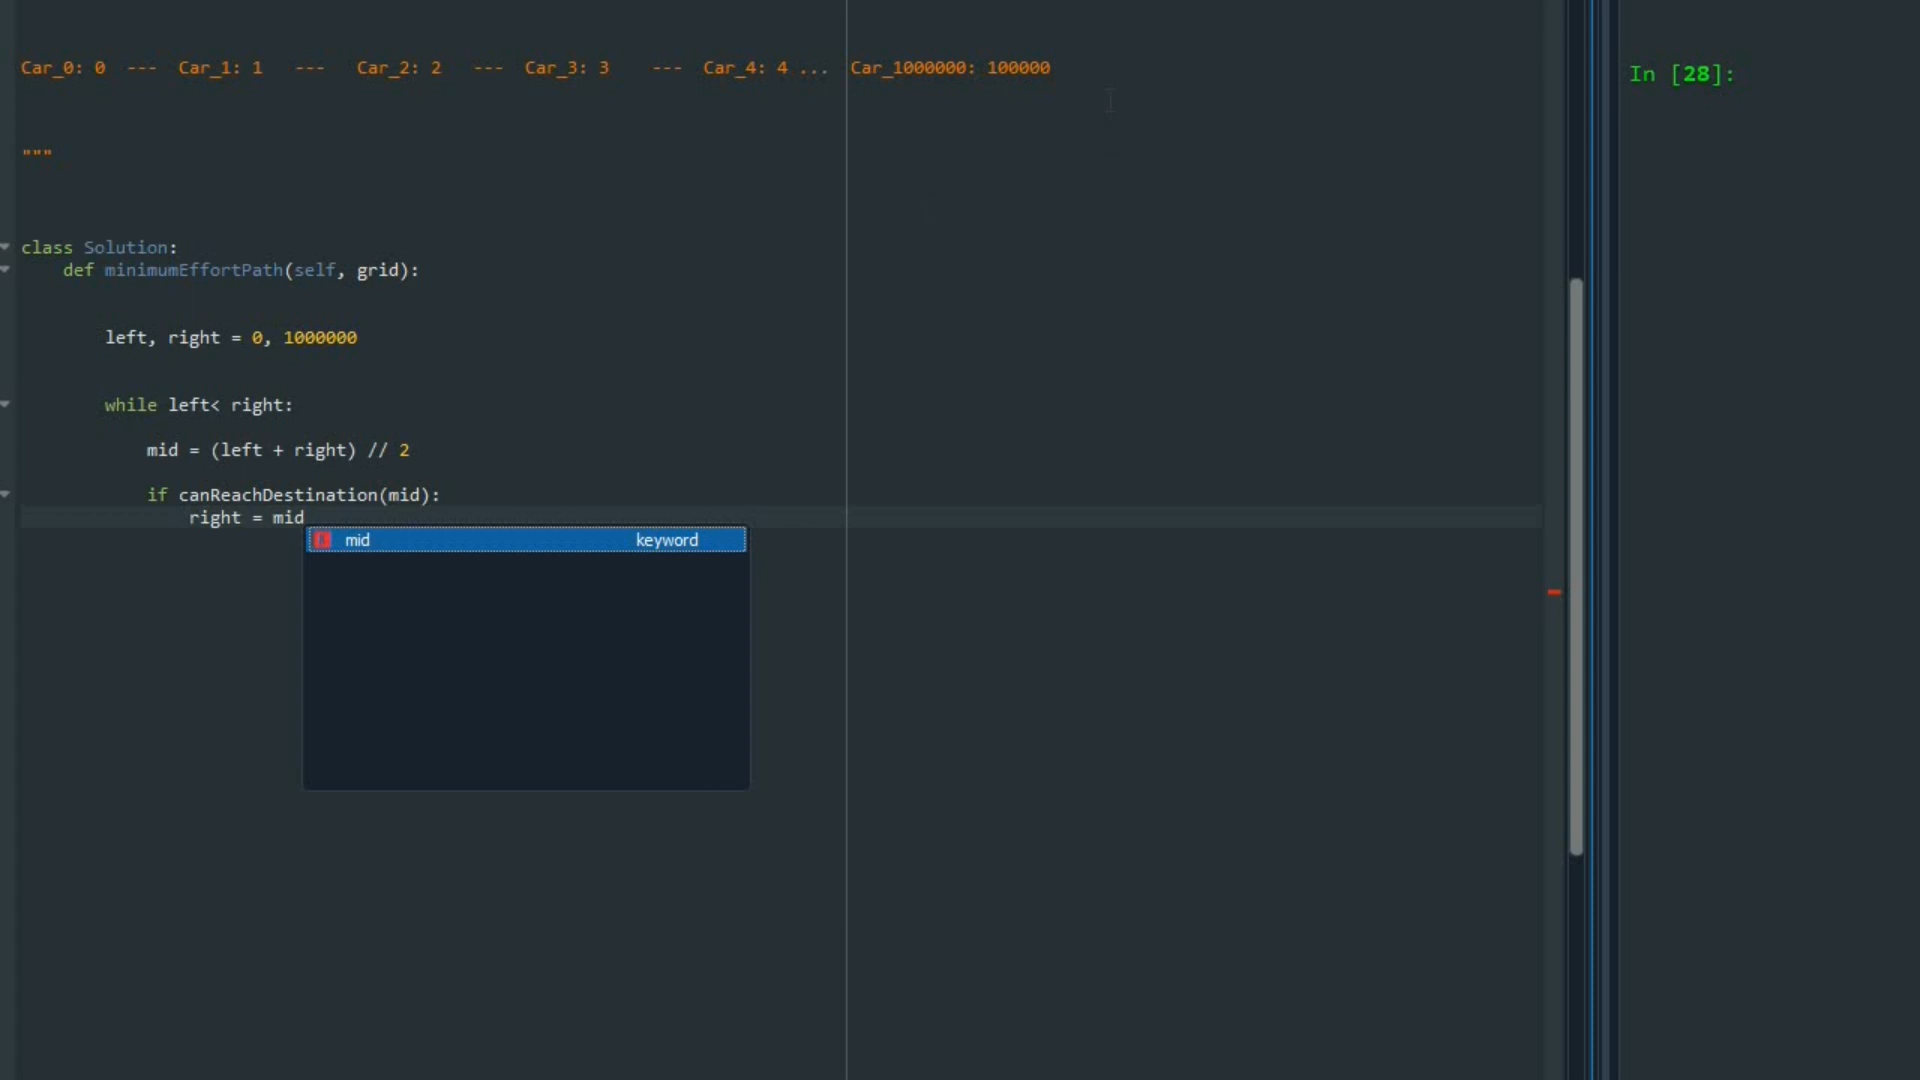 Car_0: 0 --- Car_1: 1 --- Car_2: 2 --- Car_3: 3 --- Car_4: 4 ... Car_1000000: 100000
"""
class Solution:
def minimumEffortPath(self, grid):
left, right = 0, 1000000
while left< right:
mid = (left + right) // 2
if canReachDestination(mid):
right = mid
mid keyword
In [28]: